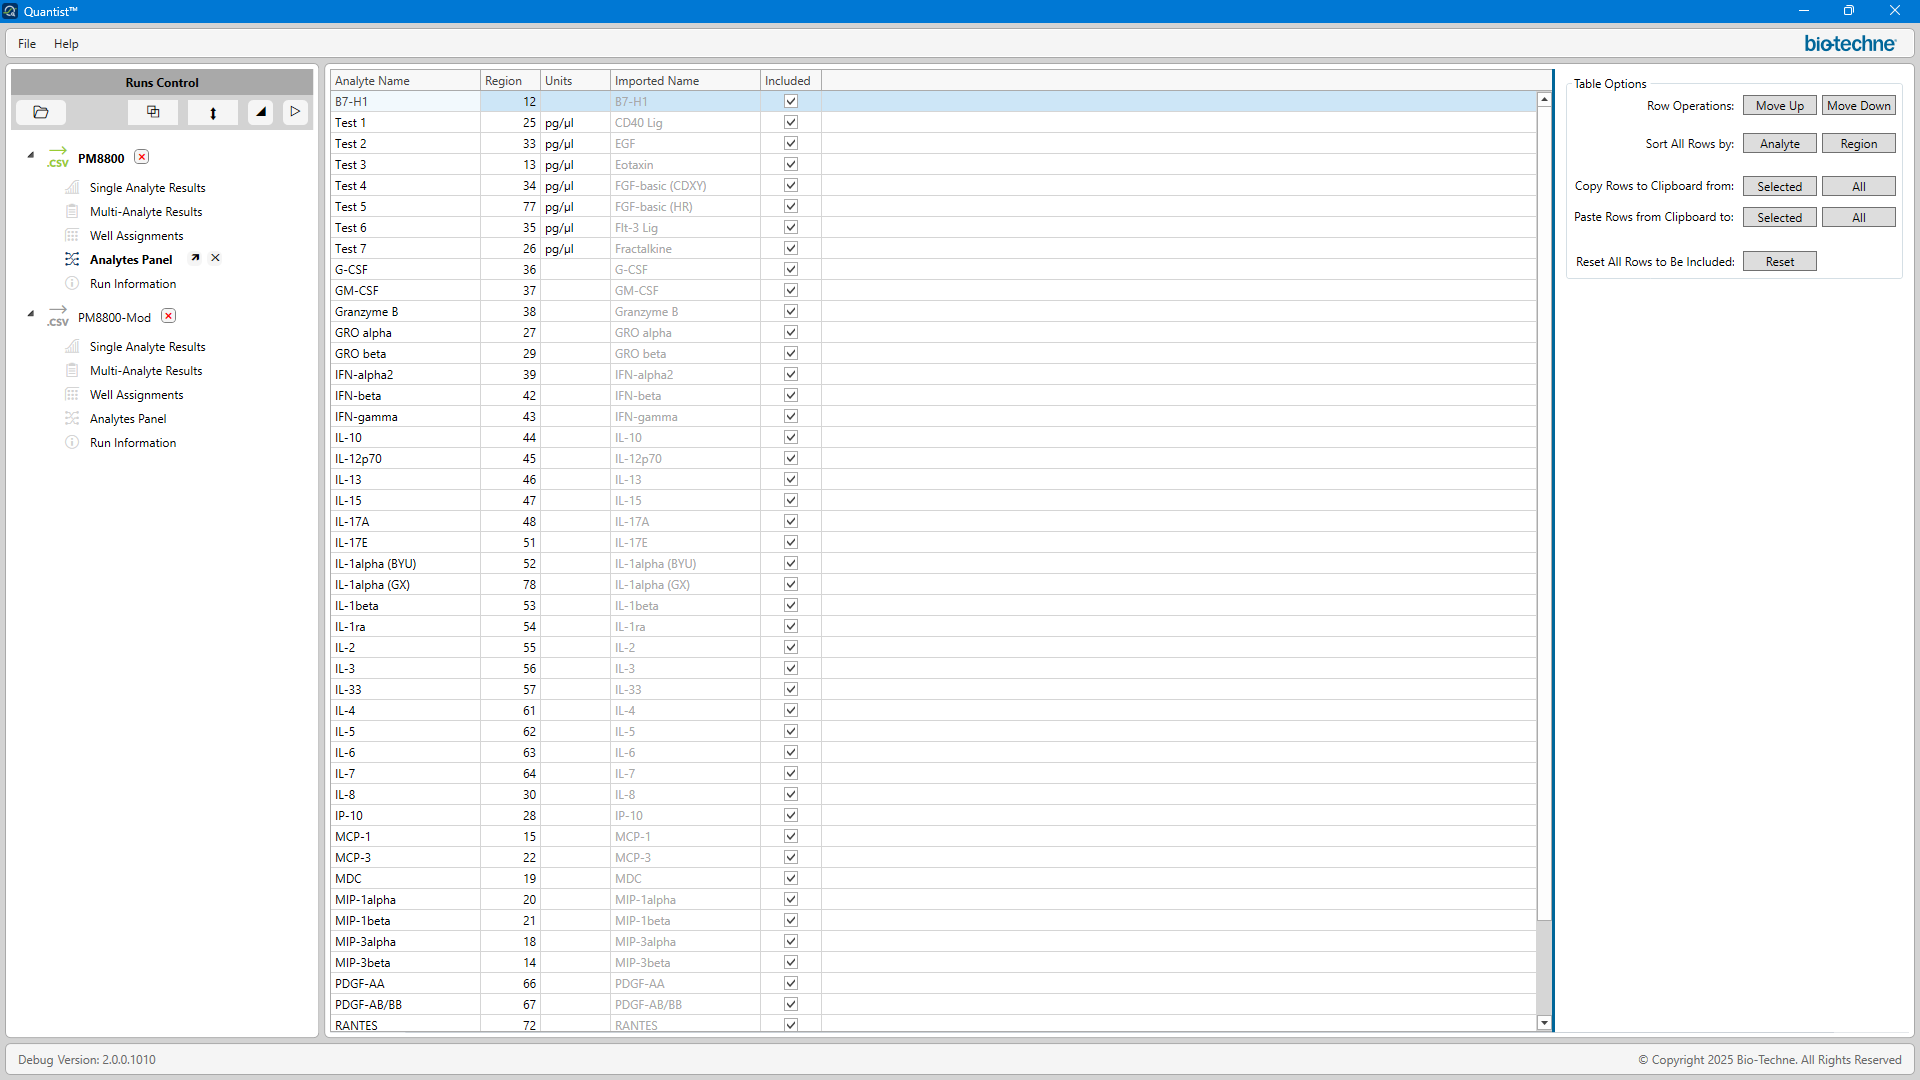 Quantist™
File Help
bio-techne
Runs Control
.CSV PM8800
Single Analyte Results
Multi-Analyte Results
Well Assignments
Analytes Panel
Run Information
.CSV PM8800-Mod
Single Analyte Results
Multi-Analyte Results
Well Assignments
Analytes Panel
Run Information
Analyte Name Region Units Imported Name Included
B7-H1 12 B7-H1
Test 1 25 pg/µl CD40 Lig
Test 2 33 pg/µl EGF
Test 3 13 pg/µl Eotaxin
Test 4 34 pg/µl FGF-basic (CDXY)
Test 5 77 pg/µl FGF-basic (HR)
Test 6 35 pg/µl Flt-3 Lig
Test 7 26 pg/µl Fractalkine
G-CSF 36 G-CSF
GM-CSF 37 GM-CSF
Granzyme B 38 Granzyme B
GRO alpha 27 GRO alpha
GRO beta 29 GRO beta
IFN-alpha2 39 IFN-alpha2
IFN-beta 42 IFN-beta
IFN-gamma 43 IFN-gamma
IL-10 44 IL-10
IL-12p70 45 IL-12p70
IL-13 46 IL-13
IL-15 47 IL-15
IL-17A 48 IL-17A
IL-17E 51 IL-17E
IL-1alpha (BYU) 52 IL-1alpha (BYU)
IL-1alpha (GX) 78 IL-1alpha (GX)
IL-1beta 53 IL-1beta
IL-1ra 54 IL-1ra
IL-2 55 IL-2
IL-3 56 IL-3
IL-33 57 IL-33
IL-4 61 IL-4
IL-5 62 IL-5
IL-6 63 IL-6
IL-7 64 IL-7
IL-8 30 IL-8
IP-10 28 IP-10
MCP-1 15 MCP-1
MCP-3 22 MCP-3
MDC 19 MDC
MIP-1alpha 20 MIP-1alpha
MIP-1beta 21 MIP-1beta
MIP-3alpha 18 MIP-3alpha
MIP-3beta 14 MIP-3beta
PDGF-AA 66 PDGF-AA
PDGF-AB/BB 67 PDGF-AB/BB
RANTES 72 RANTES
Table Options
Row Operations: Move Up Move Down
Sort All Rows by: Analyte Region
Copy Rows to Clipboard from: Selected All
Paste Rows from Clipboard to: Selected All
Reset All Rows to Be Included: Reset
Debug Version: 2.0.0.1010
© Copyright 2025 Bio-Techne. All Rights Reserved